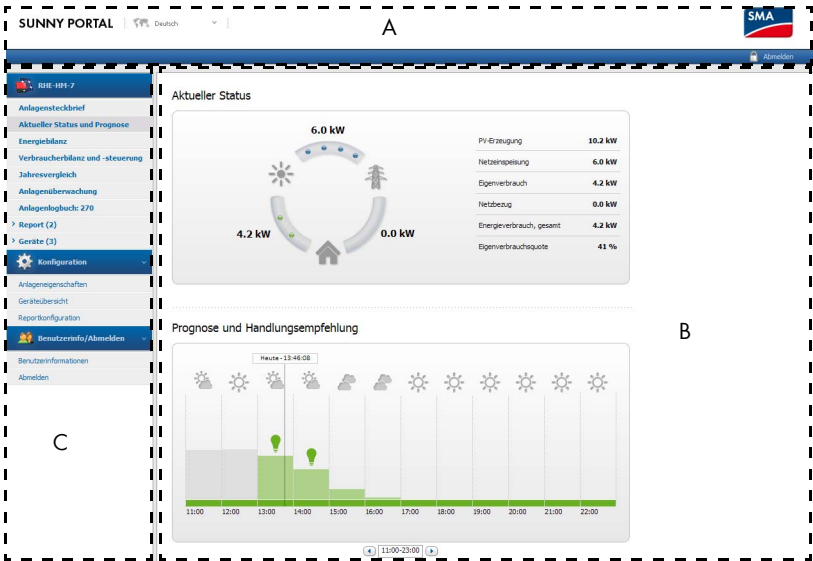 SUNNY PORTAL
Deutsch
A
SMA
Abmelden
RHE-HM-7
Anlagensteckbrief
Aktueller Status und Prognose
Energiebilanz
Verbraucherbilanz und -steuerung
Jahresvergleich
Anlagenüberwachung
Anlagenlogbuch: 270
Report (2)
Geräte (3)
Konfiguration
Anlageneigenschaften
Geräteübersicht
Reportkonfiguration
Benutzerinfo/Abmelden
Benutzerinformationen
Abmelden
C
Aktueller Status
6.0 kW
4.2 kW
0.0 kW
PV-Erzeugung 10.2 kW
Netzeinspeisung 6.0 kW
Eigenverbrauch 4.2 kW
Netzbezug 0.0 kW
Energieverbrauch, gesamt 4.2 kW
Eigenverbrauchsquote 41 %
Prognose und Handlungsempfehlung
B
Heute - 13:46:08
11:00 12:00 13:00 14:00 15:00 16:00 17:00 18:00 19:00 20:00 21:00 22:00
11:00-23:00